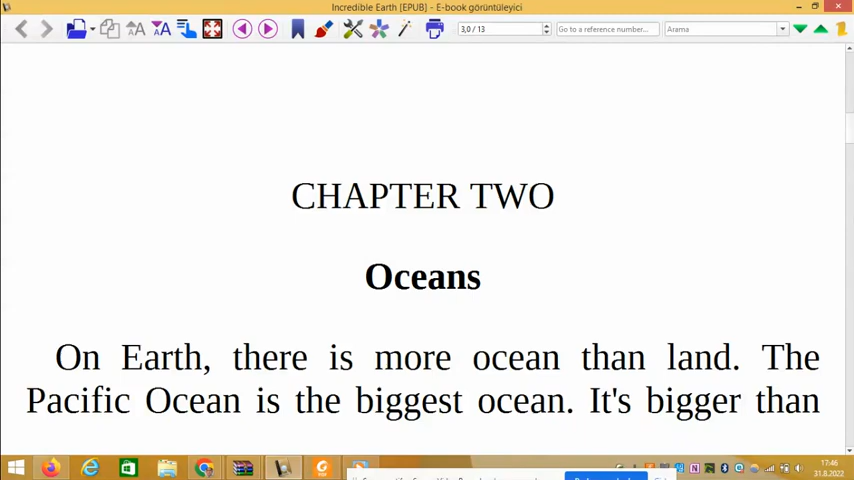 Incredible Earth [EPUB] - E-book görüntüleyici
3,0 / 13
Go to a reference number...
Arama
CHAPTER TWO
Oceans
On Earth, there is more ocean than land. The
Pacific Ocean is the biggest ocean. It's bigger than
17:46
31.8.2022